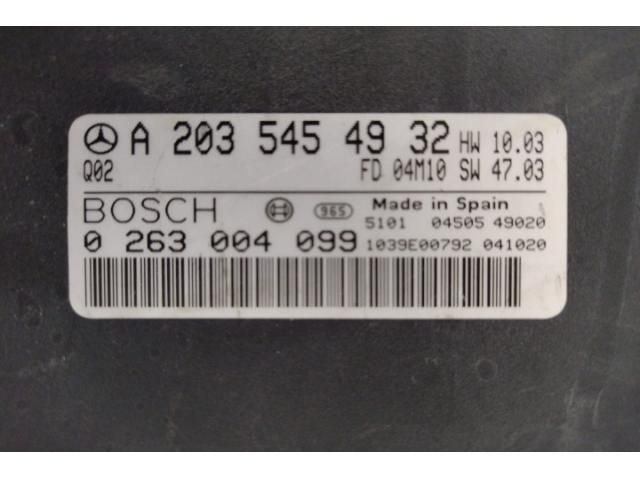 A 203 545 49 32 HW 10.03
Q02 FD 04M10 SW 47.03
BOSCH 965 Made in Spain
5101 04505 49020
0 263 004 099 1039E00792 041020